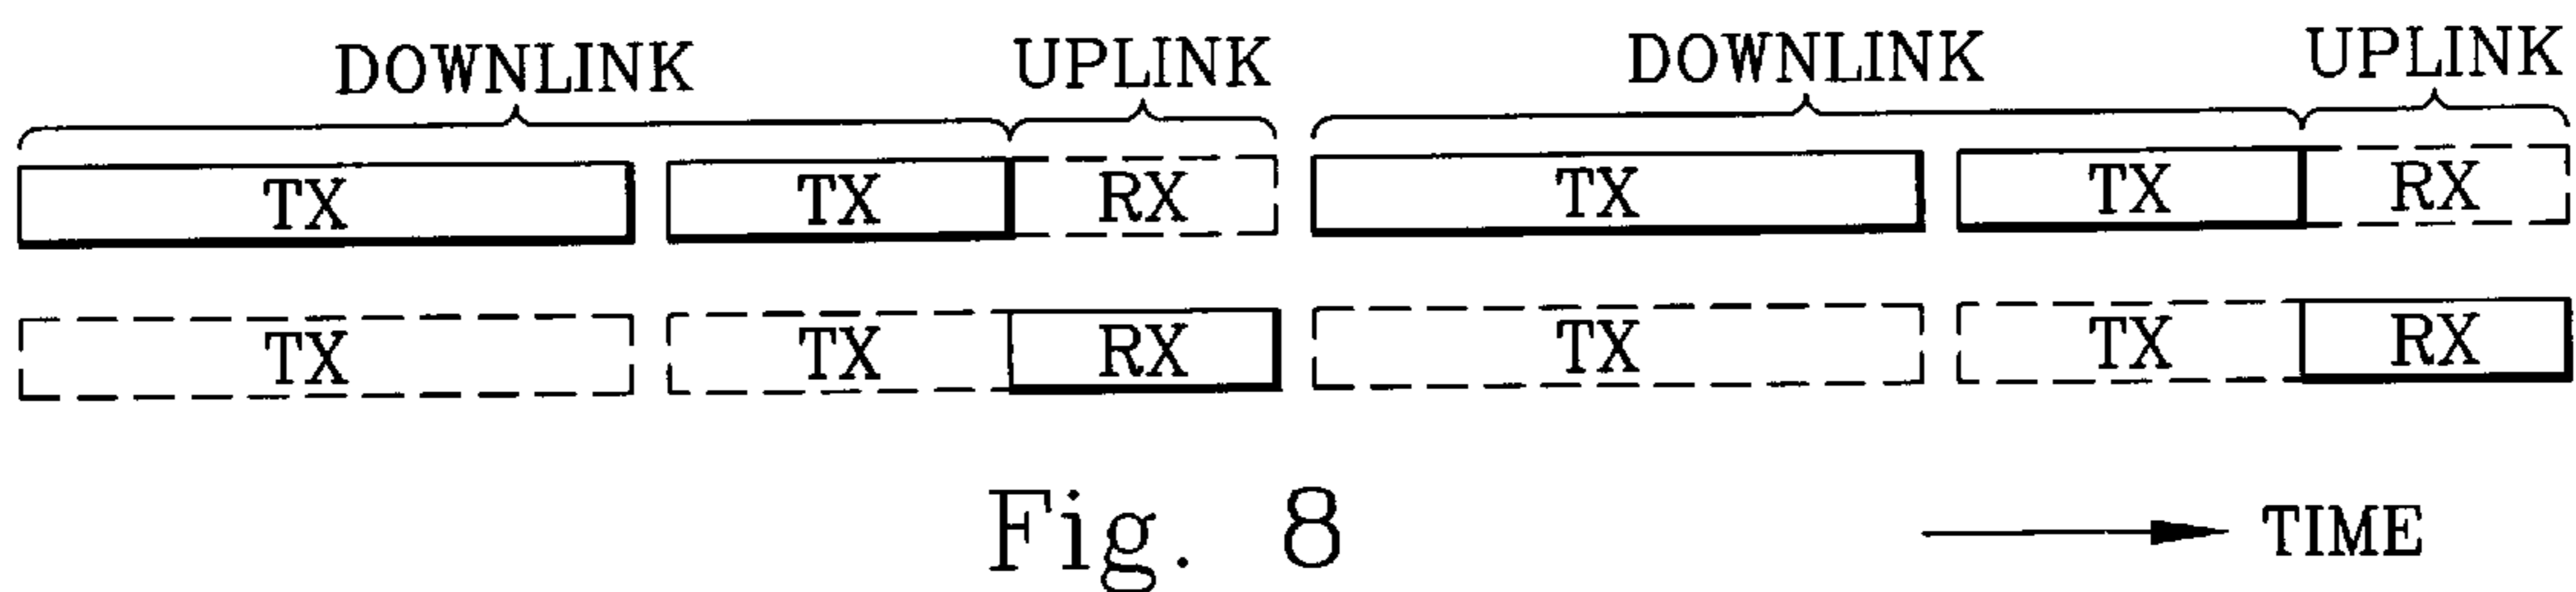 DOWNLINK UPLINK DOWNLINK UPLINK
TX TX RX TX TX RX
TX TX RX TX TX RX
Fig. 8 TIME